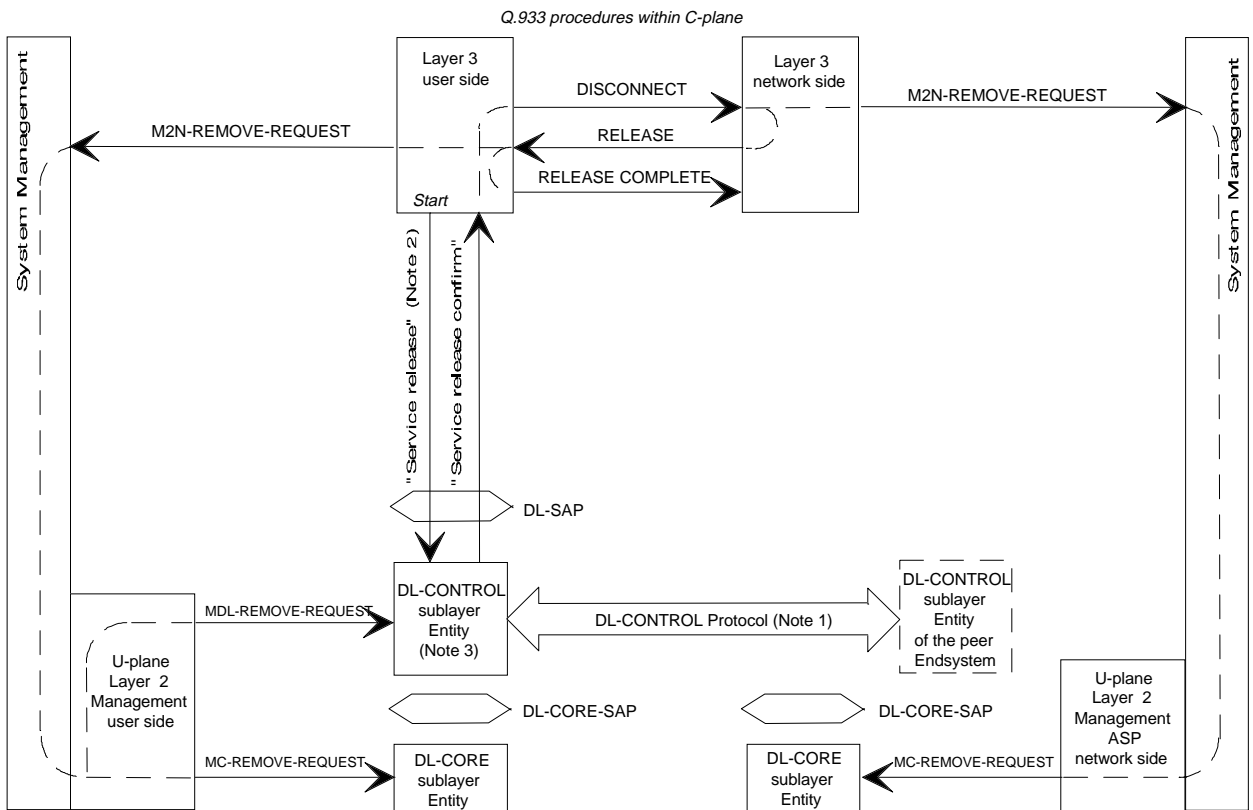 Q.933 procedures within C-plane
System Management
Layer 3
user side
Layer 3
network side
System Management
DISCONNECT
M2N-REMOVE-REQUEST
M2N-REMOVE-REQUEST
RELEASE
RELEASE COMPLETE
Start
"Service release" (Note 2)
"Service release confirm"
DL-SAP
DL-CONTROL
sublayer
Entity
(Note 3)
DL-CONTROL
sublayer
Entity
of the peer
Endsystem
MDL-REMOVE-REQUEST
DL-CONTROL Protocol (Note 1)
U-plane
Layer 2
Management
user side
U-plane
Layer 2
Management
ASP
network side
DL-CORE-SAP
DL-CORE-SAP
MC-REMOVE-REQUEST
DL-CORE
sublayer
Entity
DL-CORE
sublayer
Entity
MC-REMOVE-REQUEST